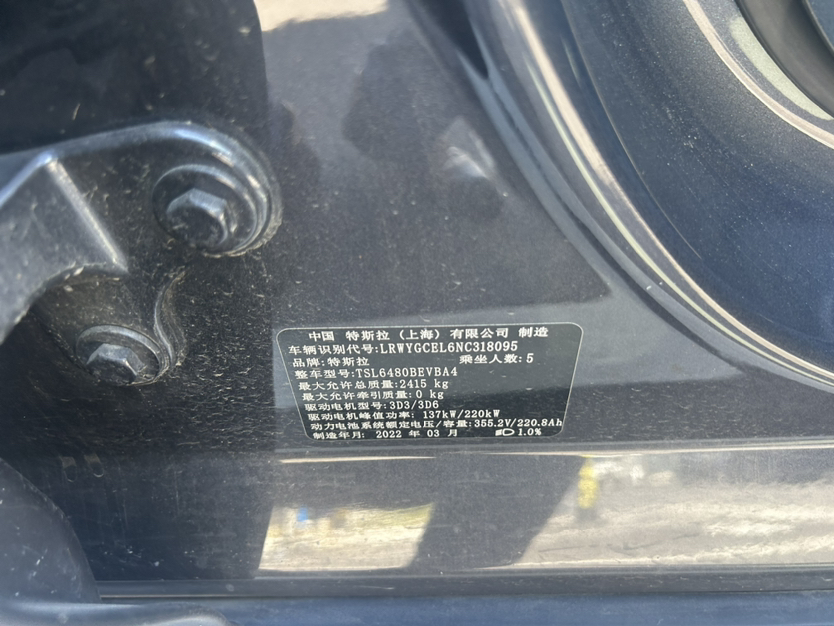 中国 特斯拉（上海）有限公司 制造
车辆识别代号:LRWYGCEL6NC318095
品牌:特斯拉 乘坐人数:5
整车型号:TSL6480BEVBA4
最大允许总质量:2415 kg
最大允许牵引质量:0 kg
驱动电机型号:3D3/3D6
驱动电机峰值功率: 137kW/220kW
动力电池系统额定电压/容量:355.2V/220.8Ah
制造年月: 2022 年 03 月 1.0%